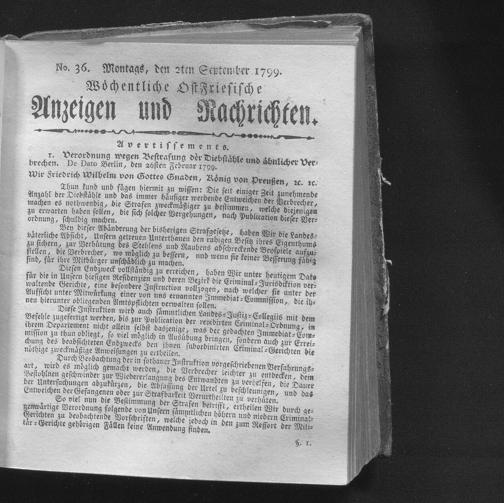 No. 36. Montags, den 2ten September 1799.
Wöchentliche OstFriesische
Anzeigen und Nachrichten.
Avertissements.
1. Verordnung wegen Bestrafung der Diebstähle und ähnlicher Ver-
brechen. De Dato Berlin, den 26sten Februar 1799.
Wir Friedrich Wilhelm von Gottes Gnaden, König von Preußen, ꝛc. ꝛc.
Thun kund und fügen hiermit zu wissen: Die seit einiger Zeit zunehmende
Anzahl der Diebstähle und das immer häufiger werdende Entweichen der Verbrecher,
machen es nothwendig, die Strafen zweckmäßiger zu bestimmen, welche diejenigen
zu erwarten haben sollen, die sich solcher Vergehungen, nach Publication dieser Ver-
ordnung, schuldig machen.
Bey dieser Abänderung der bisherigen Strafgesetze, haben Wir die Landes-
väterliche Absicht, Unsern getreuen Unterthanen den ruhigen Besitz ihres Eigenthums
zu sichern, zur Verhütung des Stehlens und Raubens abschreckende Beyspiele aufzu-
stellen, die Verbrecher, wo möglich zu bessern, und wenn sie keiner Besserung fähig
sind, für ihre Mitbürger unschädlich zu machen.
Diesen Endzweck vollständig zu erreichen, haben Wir unter heutigem Dato
für die in Unsern hiesigen Residenzien und deren Bezirk die Criminal-Jurisdiktion ver-
waltende Gerichte, eine besondere Instruktion vollzogen, nach welcher sie unter der
Aufsicht unter Mitwürkung einer von uns ernannten Immediat-Commission, die ih-
nen hierunter obliegenden Amtspflichten verwalten sollen.
Diese Instruktion wird auch sämmtlichen Landes-Justiz-Collegiis mit dem
Befehle zugefertigt werden, bis zur Publication der verbesserten Criminal-Ordnung, in
ihrem Departement nicht allein selbst dasjenige, was der gedachten Immediat-Com-
mission zu thun obliegt, so viel möglich in Ausübung bringen, sondern auch zur Errei-
chung des beabsichteten Endzwecks den ihnen subordinirten Criminal-Gerichten die
nöthige zweckmäßige Anweisungen zu ertheilen.
Durch Beobachtung der in sothaner Instruktion vorgeschriebenen Verfahrungs-
art, wird es möglich gemacht werden, die Verbrecher leichter zu entdecken, dem
Bestohlnen geschwinder zur Wiedererlangung des Entwandten zu verhelfen, die Dauer
der Untersuchungen abzukürzen, die Abfassung der Urtel zu beschleunigen, und das
Entweichen der Gefangenen oder zur Strafbarkeit Verurtheilten zu verhüten.
So viel nun die Bestimmung der Strafen betrifft, ertheilen Wir durch ge-
genwärtige Verordnung folgende von Unsern sämmtlichen höhern und niedern Criminal-
Gerichten zu beobachtende Vorschriften, welche jedoch in den zum Ressort der Mili-
tär-Gerichte gehörigen Fällen keine Anwendung finden.
§. 1.